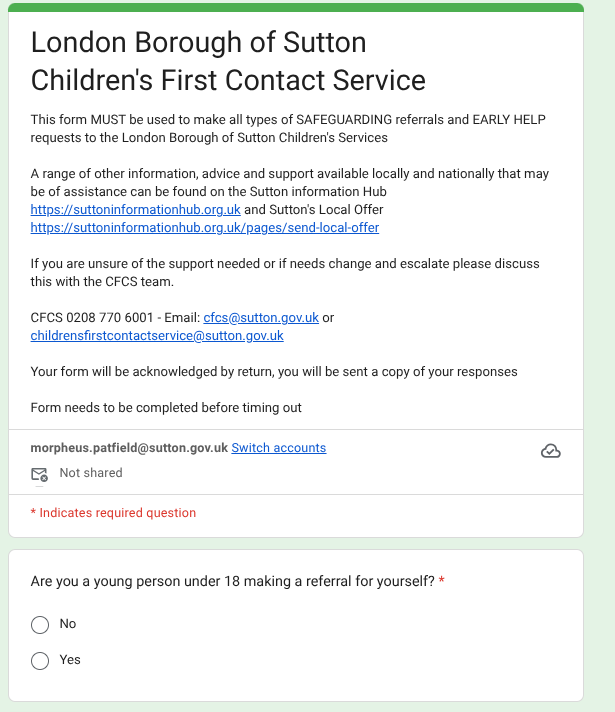 London Borough of Sutton
Children's First Contact Service
This form MUST be used to make all types of SAFEGUARDING referrals and EARLY HELP
requests to the London Borough of Sutton Children's Services
A range of other information, advice and support available locally and nationally that may
be of assistance can be found on the Sutton information Hub
https://suttoninformationhub.org.uk and Sutton's Local Offer
https://suttoninformationhub.org.uk/pages/send-local-offer
If you are unsure of the support needed or if needs change and escalate please discuss
this with the CFCS team.
CFCS 0208 770 6001 - Email: cfcs@sutton.gov.uk or
childrensfirstcontactservice@sutton.gov.uk
Your form will be acknowledged by return, you will be sent a copy of your responses
Form needs to be completed before timing out
morpheus.patfield@sutton.gov.uk Switch accounts
Not shared
* Indicates required question
Are you a young person under 18 making a referral for yourself? *
No
Yes